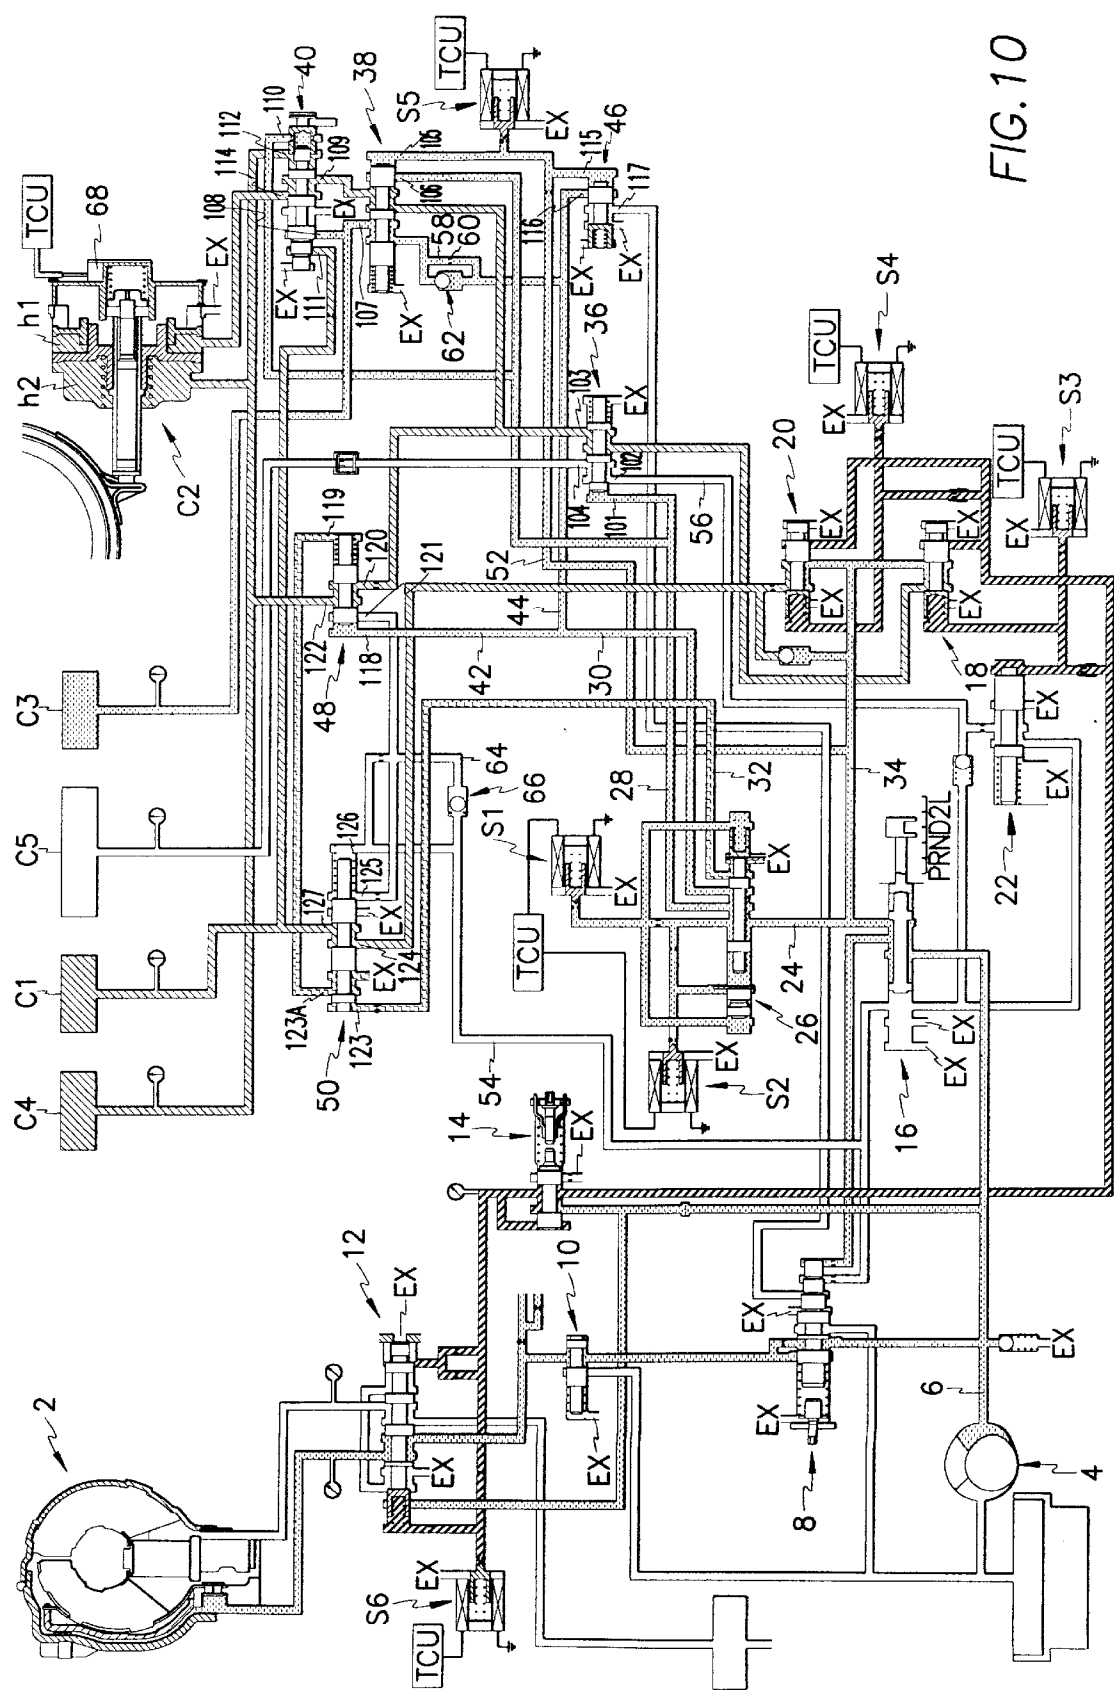 FIG.10
TCU
68
h1
h2
EX
C2
108
114
112
110
40
109
EX
EX
111
107
38
105
106
EX
58
60
62
S5
TCU
EX
115
46
116
117
EX
EX
36
103
EX
102
104
101
56
S4
TCU
EX
20
EX
EX
S3
TCU
EX
EX
EX
18
C3
C5
C1
C4
119
120
121
122
118
48
52
44
42
30
64
66
126
125
127
EX
EX
124
123A
123
50
54
28
32
34
S1
EX
TCU
EX
24
26
EX
S2
PRND2L
22
EX
EX
EX
EX
16
14
EX
12
EX
EX
10
EX
EX
EX
8
EX
6
4
2
S6
EX
TCU